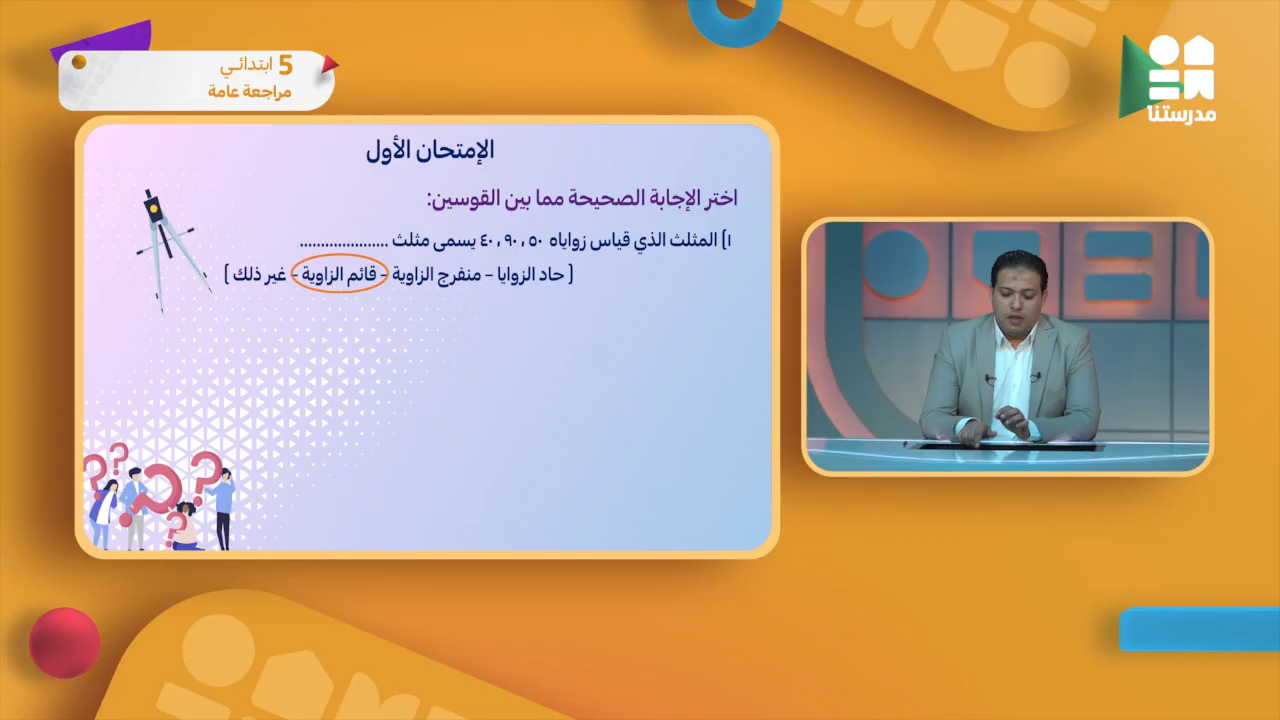 5 ابتدائي
مراجعة عامة
مدرستنا
الإمتحان الأول
اختر الإجابة الصحيحة مما بين القوسين:
١) المثلث الذي قياس زواياه ٥٠ ، ٩٠ ، ٤٠ يسمى مثلث .....................
( حاد الزوايا – منفرج الزاوية – قائم الزاوية – غير ذلك )